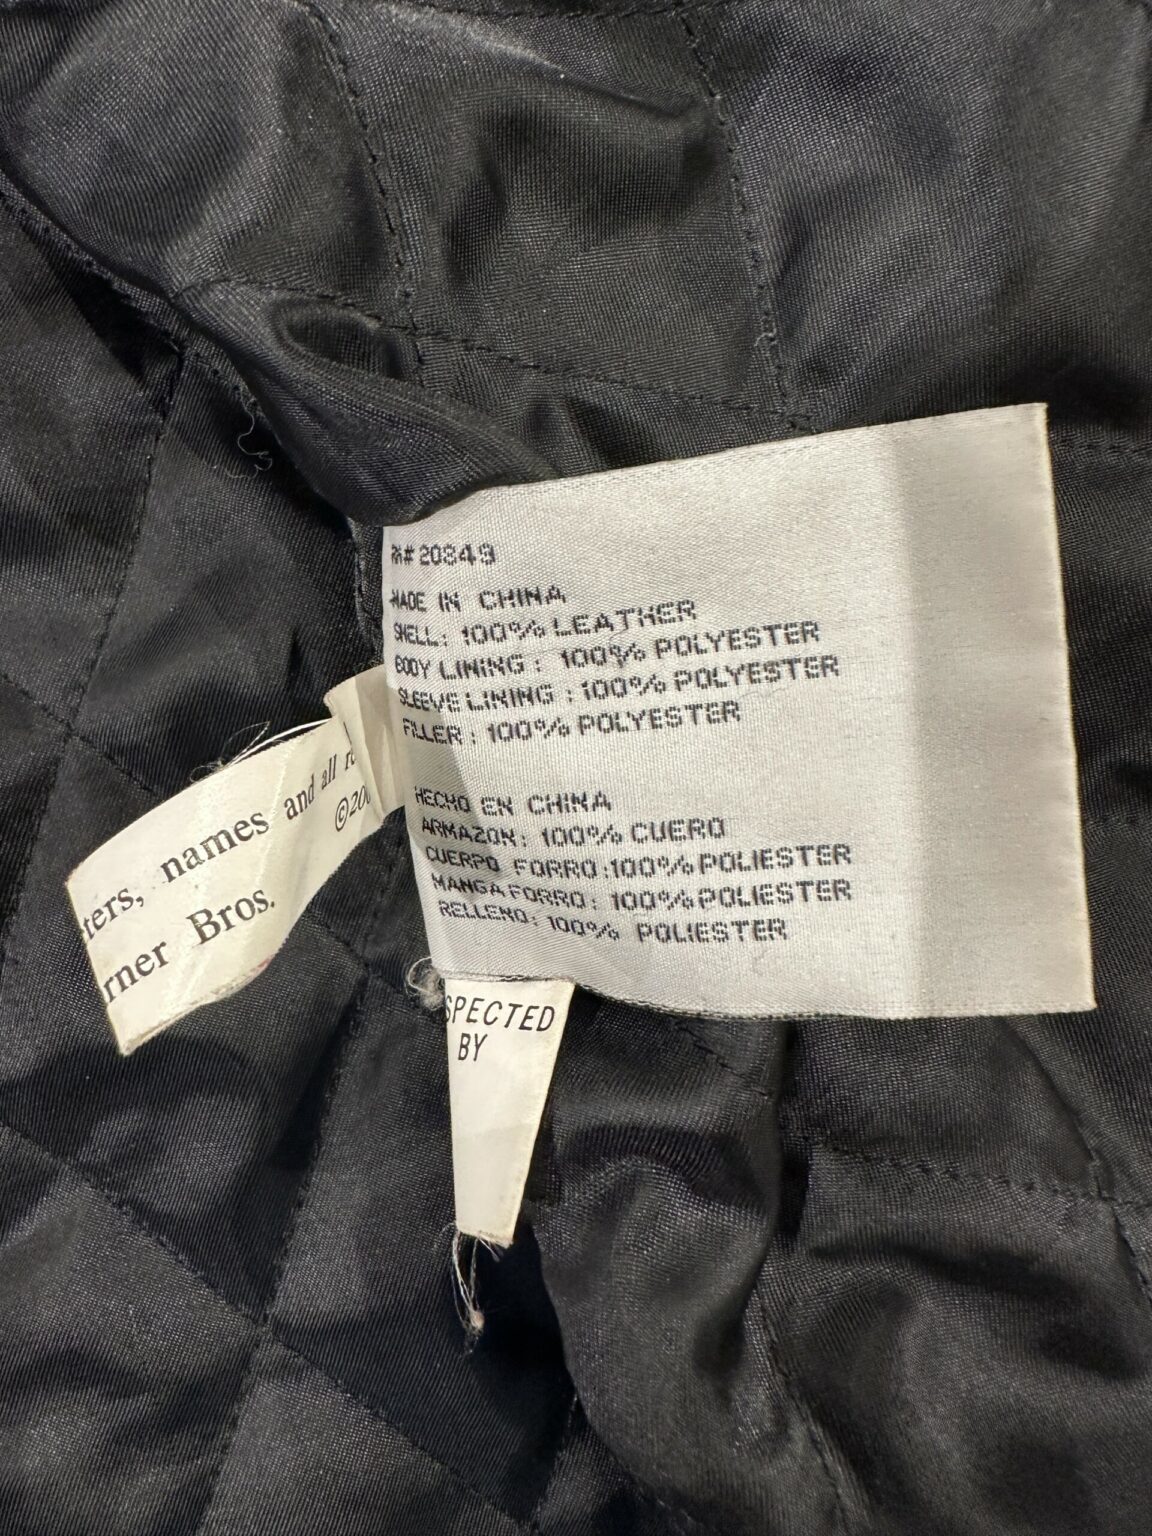 RN# 20849
MADE IN CHINA
SHELL: 100% LEATHER
BODY LINING : 100% POLYESTER
SLEEVE LINING : 100% POLYESTER
FILLER : 100% POLYESTER
HECHO EN CHINA
ARMAZON: 100% CUERO
CUERPO FORRO:100% POLIESTER
MANGA FORRO: 100% POLIESTER
RELLENO: 100% POLIESTER
names and all
©200
Bros.
SPECTED
BY